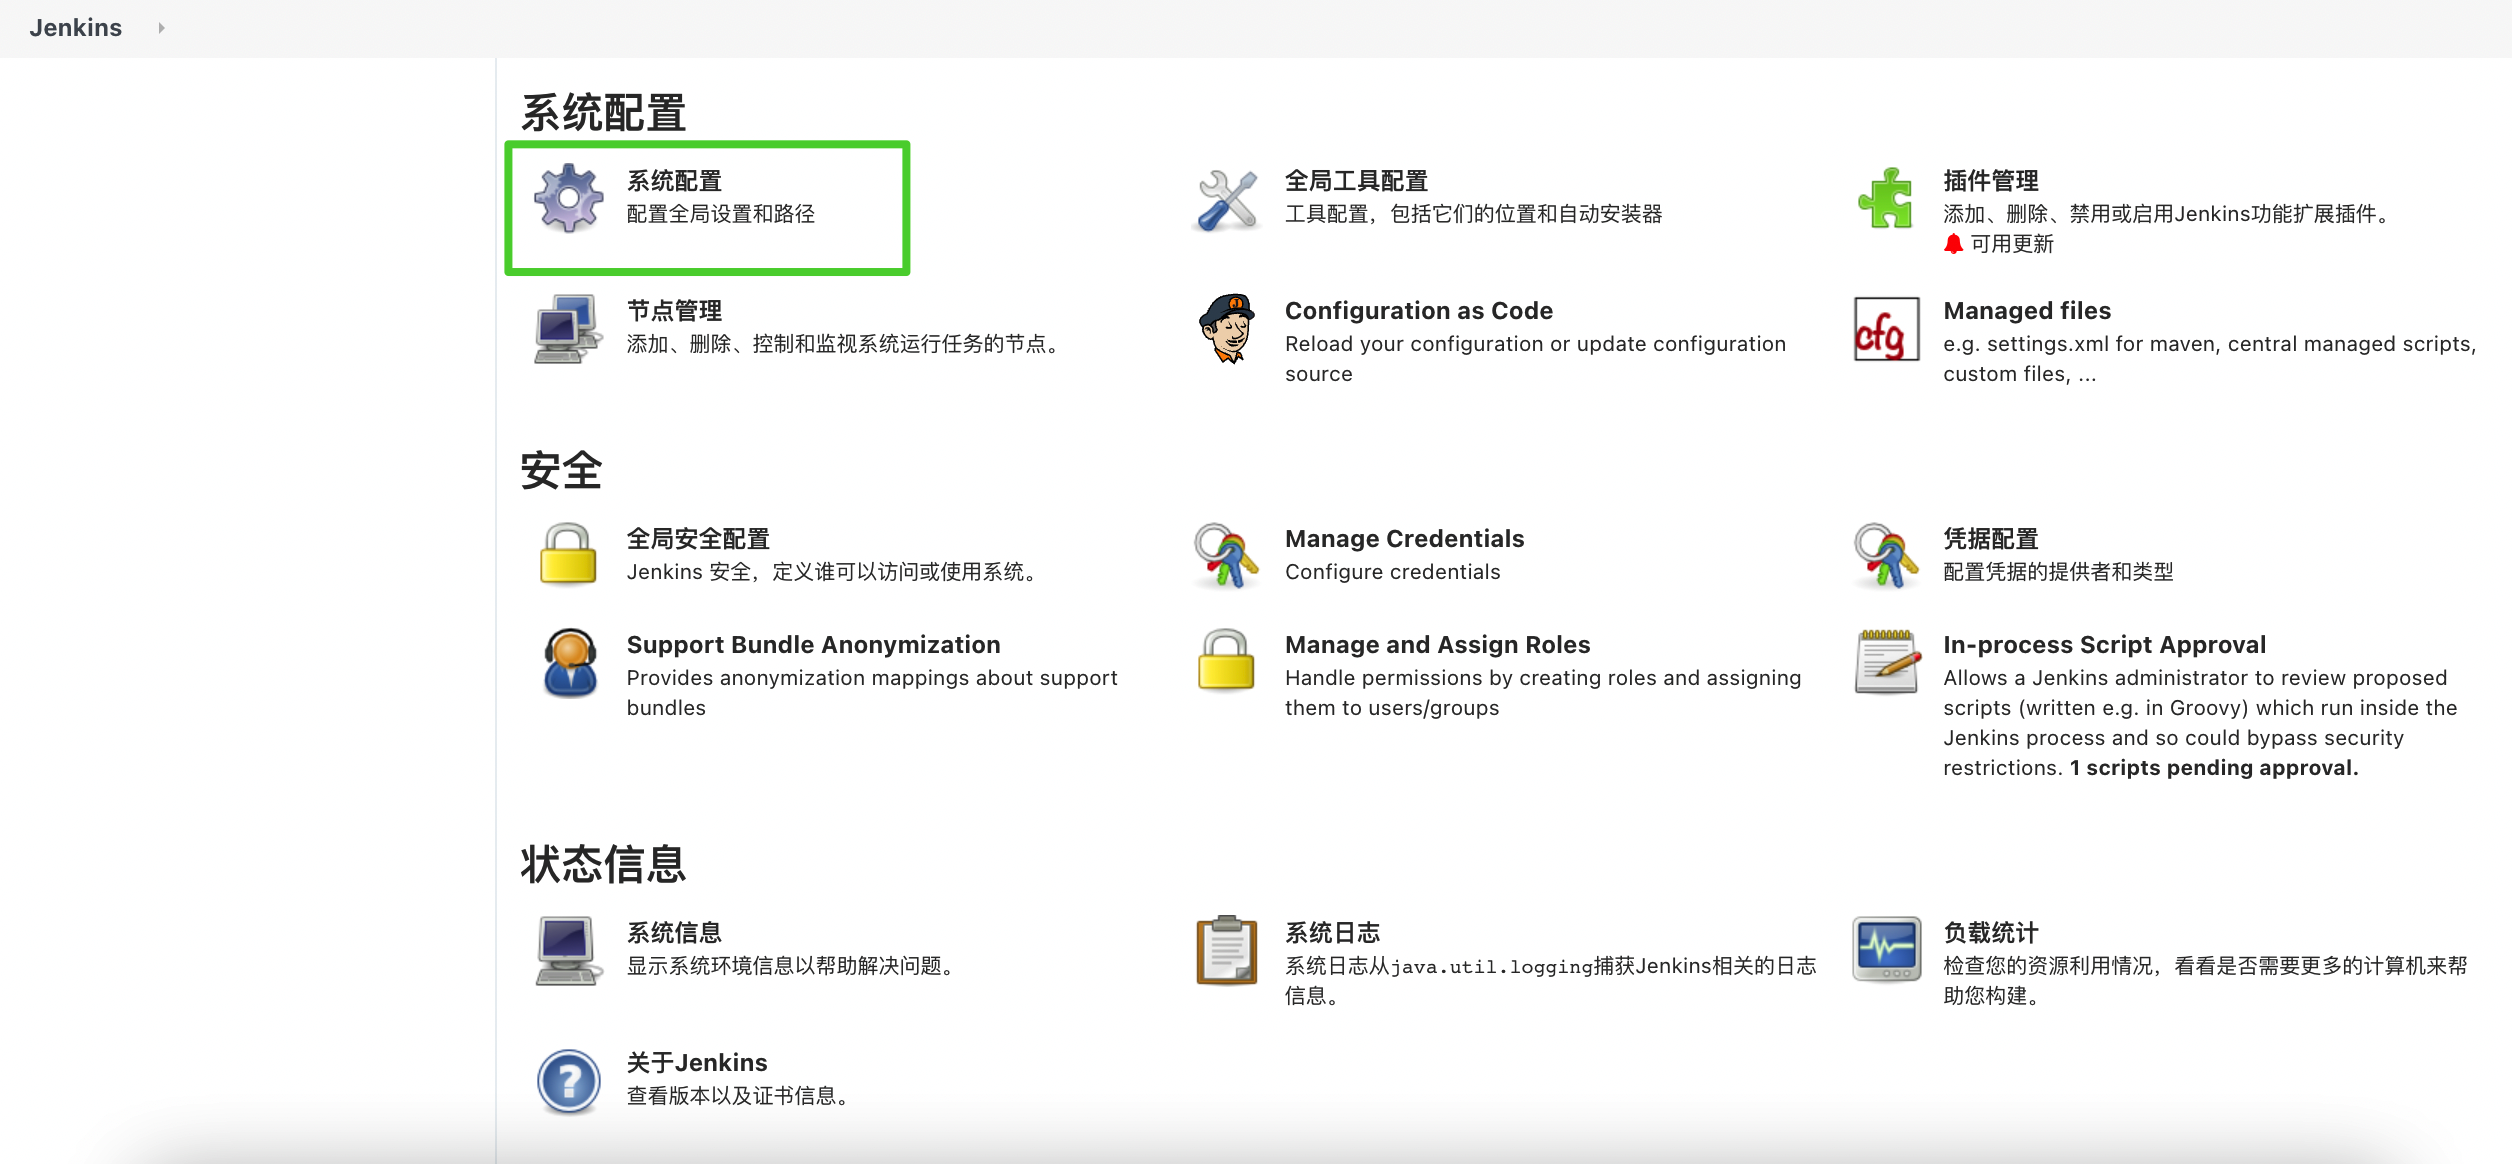 Jenkins
系统配置
系统配置
配置全局设置和路径
全局工具配置
工具配置，包括它们的位置和自动安装器
插件管理
添加、删除、禁用或启用Jenkins功能扩展插件。
可用更新
节点管理
添加、删除、控制和监视系统运行任务的节点。
Configuration as Code
Reload your configuration or update configuration
source
cfg
Managed files
e.g. settings.xml for maven, central managed scripts,
custom files, ...
安全
全局安全配置
Jenkins 安全，定义谁可以访问或使用系统。
Manage Credentials
Configure credentials
凭据配置
配置凭据的提供者和类型
Support Bundle Anonymization
Provides anonymization mappings about support
bundles
Manage and Assign Roles
Handle permissions by creating roles and assigning
them to users/groups
In-process Script Approval
Allows a Jenkins administrator to review proposed
scripts (written e.g. in Groovy) which run inside the
Jenkins process and so could bypass security
restrictions. 1 scripts pending approval.
状态信息
系统信息
显示系统环境信息以帮助解决问题。
系统日志
系统日志从java.util.logging捕获Jenkins相关的日志
信息。
负载统计
检查您的资源利用情况，看看是否需要更多的计算机来帮
助您构建。
关于Jenkins
查看版本以及证书信息。